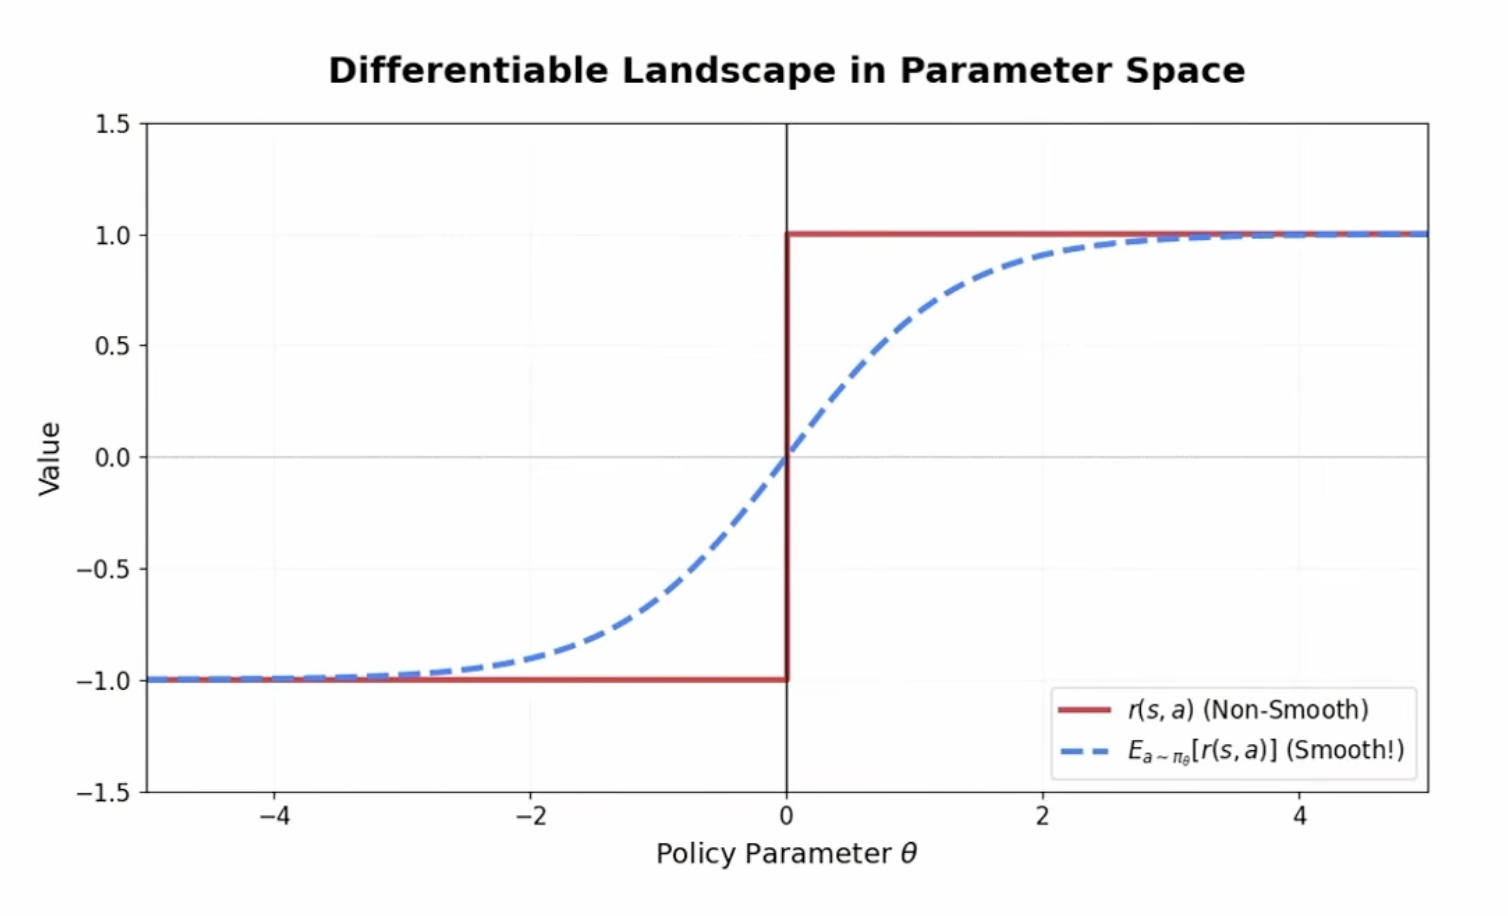 Differentiable Landscape in Parameter Space
1.5
1.0
0.5
0.0
−0.5
−1.0
−1.5
Value
−4
−2
0
2
4
Policy Parameter θ
r(s, a) (Non-Smooth)
E_{a∼π_θ}[r(s, a)] (Smooth!)